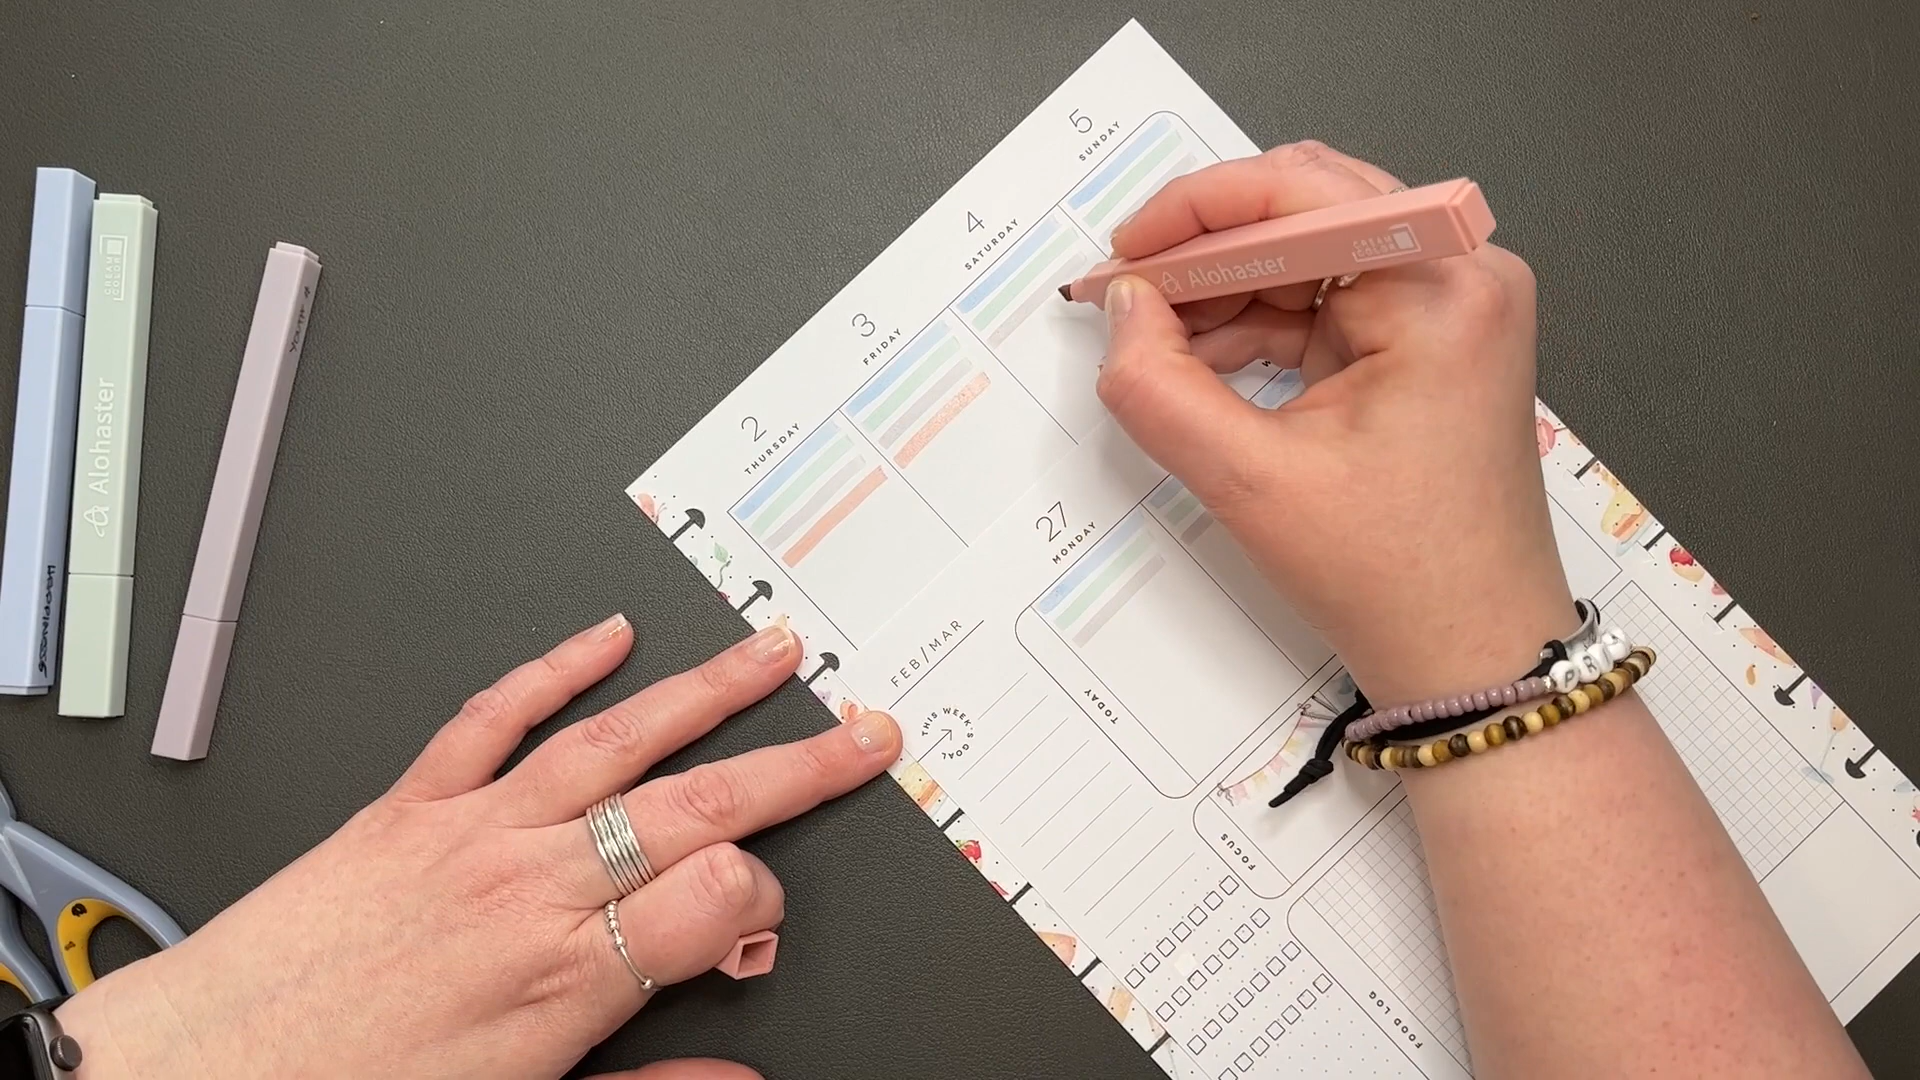 5
SUNDAY
4
SATURDAY
3
FRIDAY
2
THURSDAY
27
MONDAY
FEB/MAR
THIS WEEK'S GOAL
TODAY
FOCUS
FOOD LOG
Alohaster
CREAM
COLOR
Alohaster
CREAM
COLOR